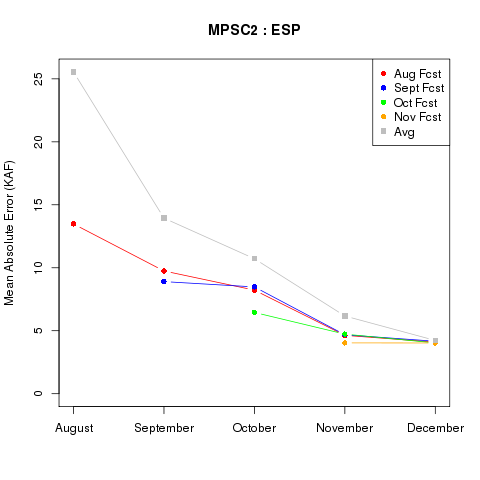 MPSC2 : ESP
Mean Absolute Error (KAF)
25
20
15
10
5
0
Aug Fcst
Sept Fcst
Oct Fcst
Nov Fcst
Avg
August September October November December